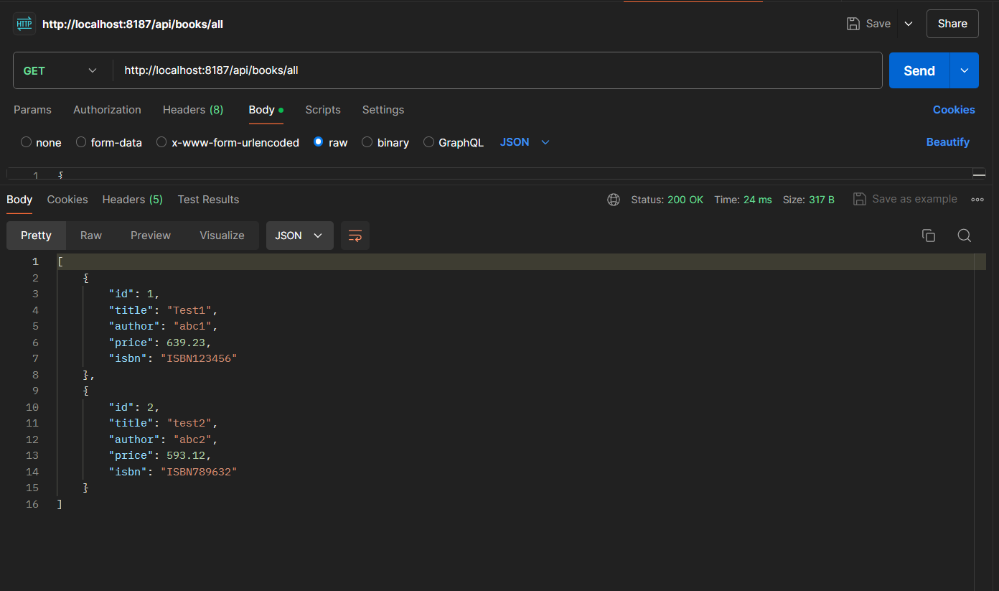 HTTP http://localhost:8187/api/books/all Save Share
GET http://localhost:8187/api/books/all Send
Params Authorization Headers (8) Body Scripts Settings Cookies
none form-data x-www-form-urlencoded raw binary GraphQL JSON Beautify
1 {
Body Cookies Headers (5) Test Results Status: 200 OK Time: 24 ms Size: 317 B Save as example
Pretty Raw Preview Visualize JSON
1 [
2 {
3 "id": 1,
4 "title": "Test1",
5 "author": "abc1",
6 "price": 639.23,
7 "isbn": "ISBN123456"
8 },
9 {
10 "id": 2,
11 "title": "test2",
12 "author": "abc2",
13 "price": 593.12,
14 "isbn": "ISBN789632"
15 }
16 ]